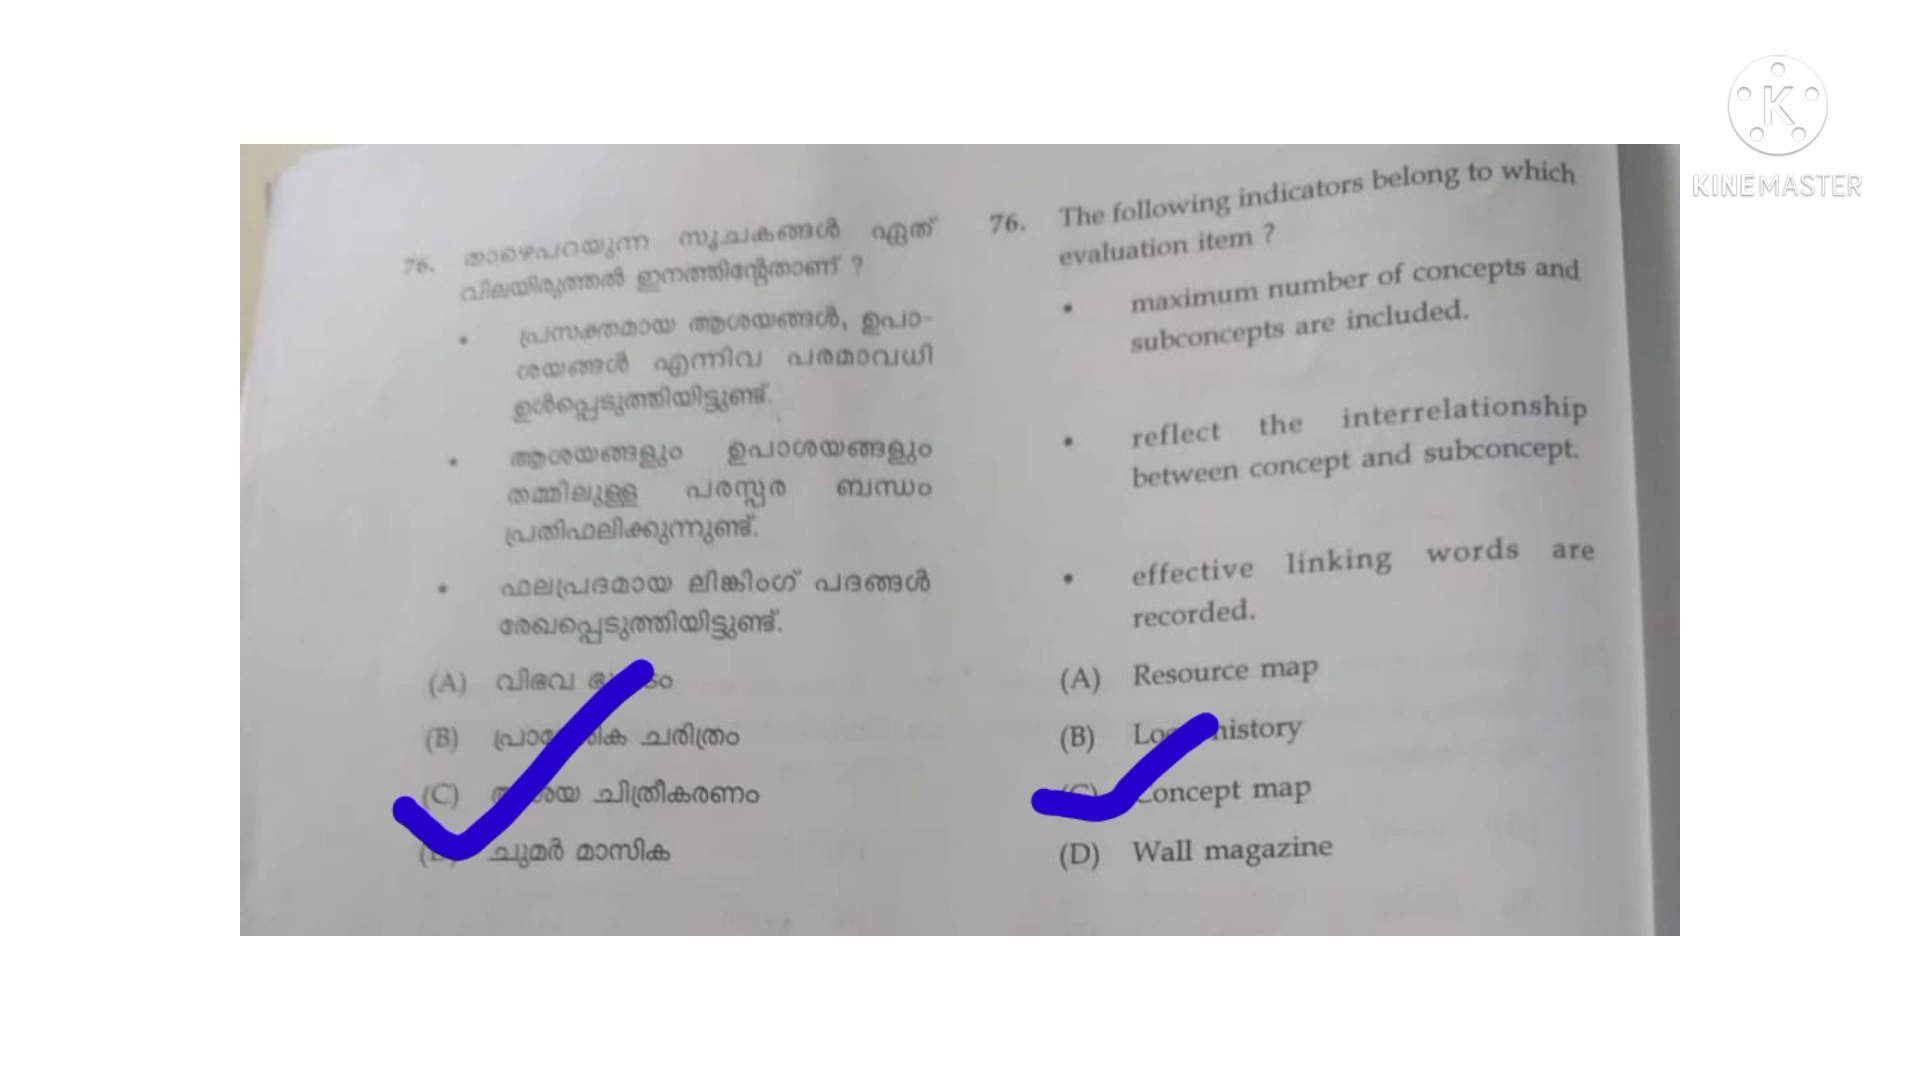 KINEMASTER
76. താഴെപറയുന്ന സൂചകങ്ങൾ ഏത്
വിലയിരുത്തൽ ഇനത്തിന്റേതാണ് ?
• പ്രസക്തമായ ആശയങ്ങൾ, ഉപാ-
ശയങ്ങൾ എന്നിവ പരമാവധി
ഉൾപ്പെടുത്തിയിട്ടുണ്ട്.
• ആശയങ്ങളും ഉപാശയങ്ങളും
തമ്മിലുള്ള പരസ്പര ബന്ധം
പ്രതിഫലിക്കുന്നുണ്ട്.
• ഫലപ്രദമായ ലിങ്കിംഗ് പദങ്ങൾ
രേഖപ്പെടുത്തിയിട്ടുണ്ട്.
(A) വിഭവ
(B) ചരിത്രം
(C) ചിത്രീകരണം
ചുമർ മാസിക
76. The following indicators belong to which
evaluation item ?
• maximum number of concepts and
subconcepts are included.
• reflect the interrelationship
between concept and subconcept.
• effective linking words are
recorded.
(A) Resource map
(B) history
(C) Concept map
(D) Wall magazine